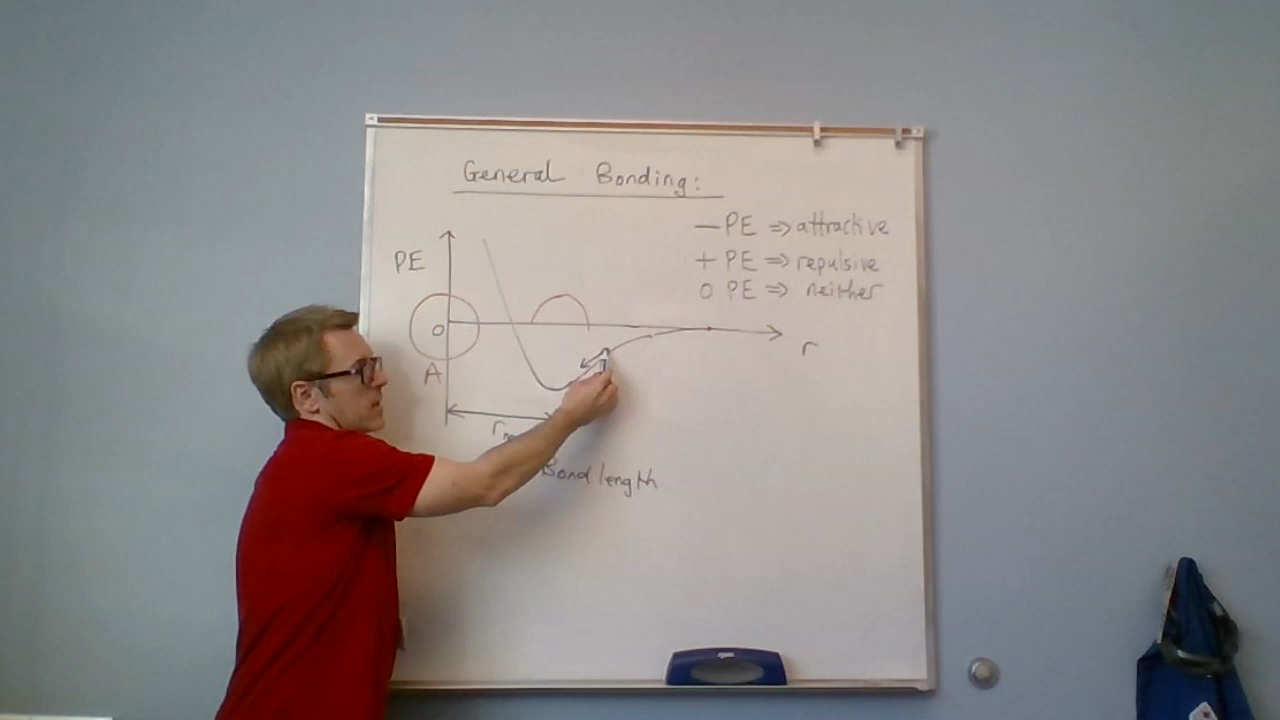 General Bonding:
— PE ⇒ attractive
+ PE ⇒ repulsive
0 PE ⇒ neither
PE
0
A
r
Bond length